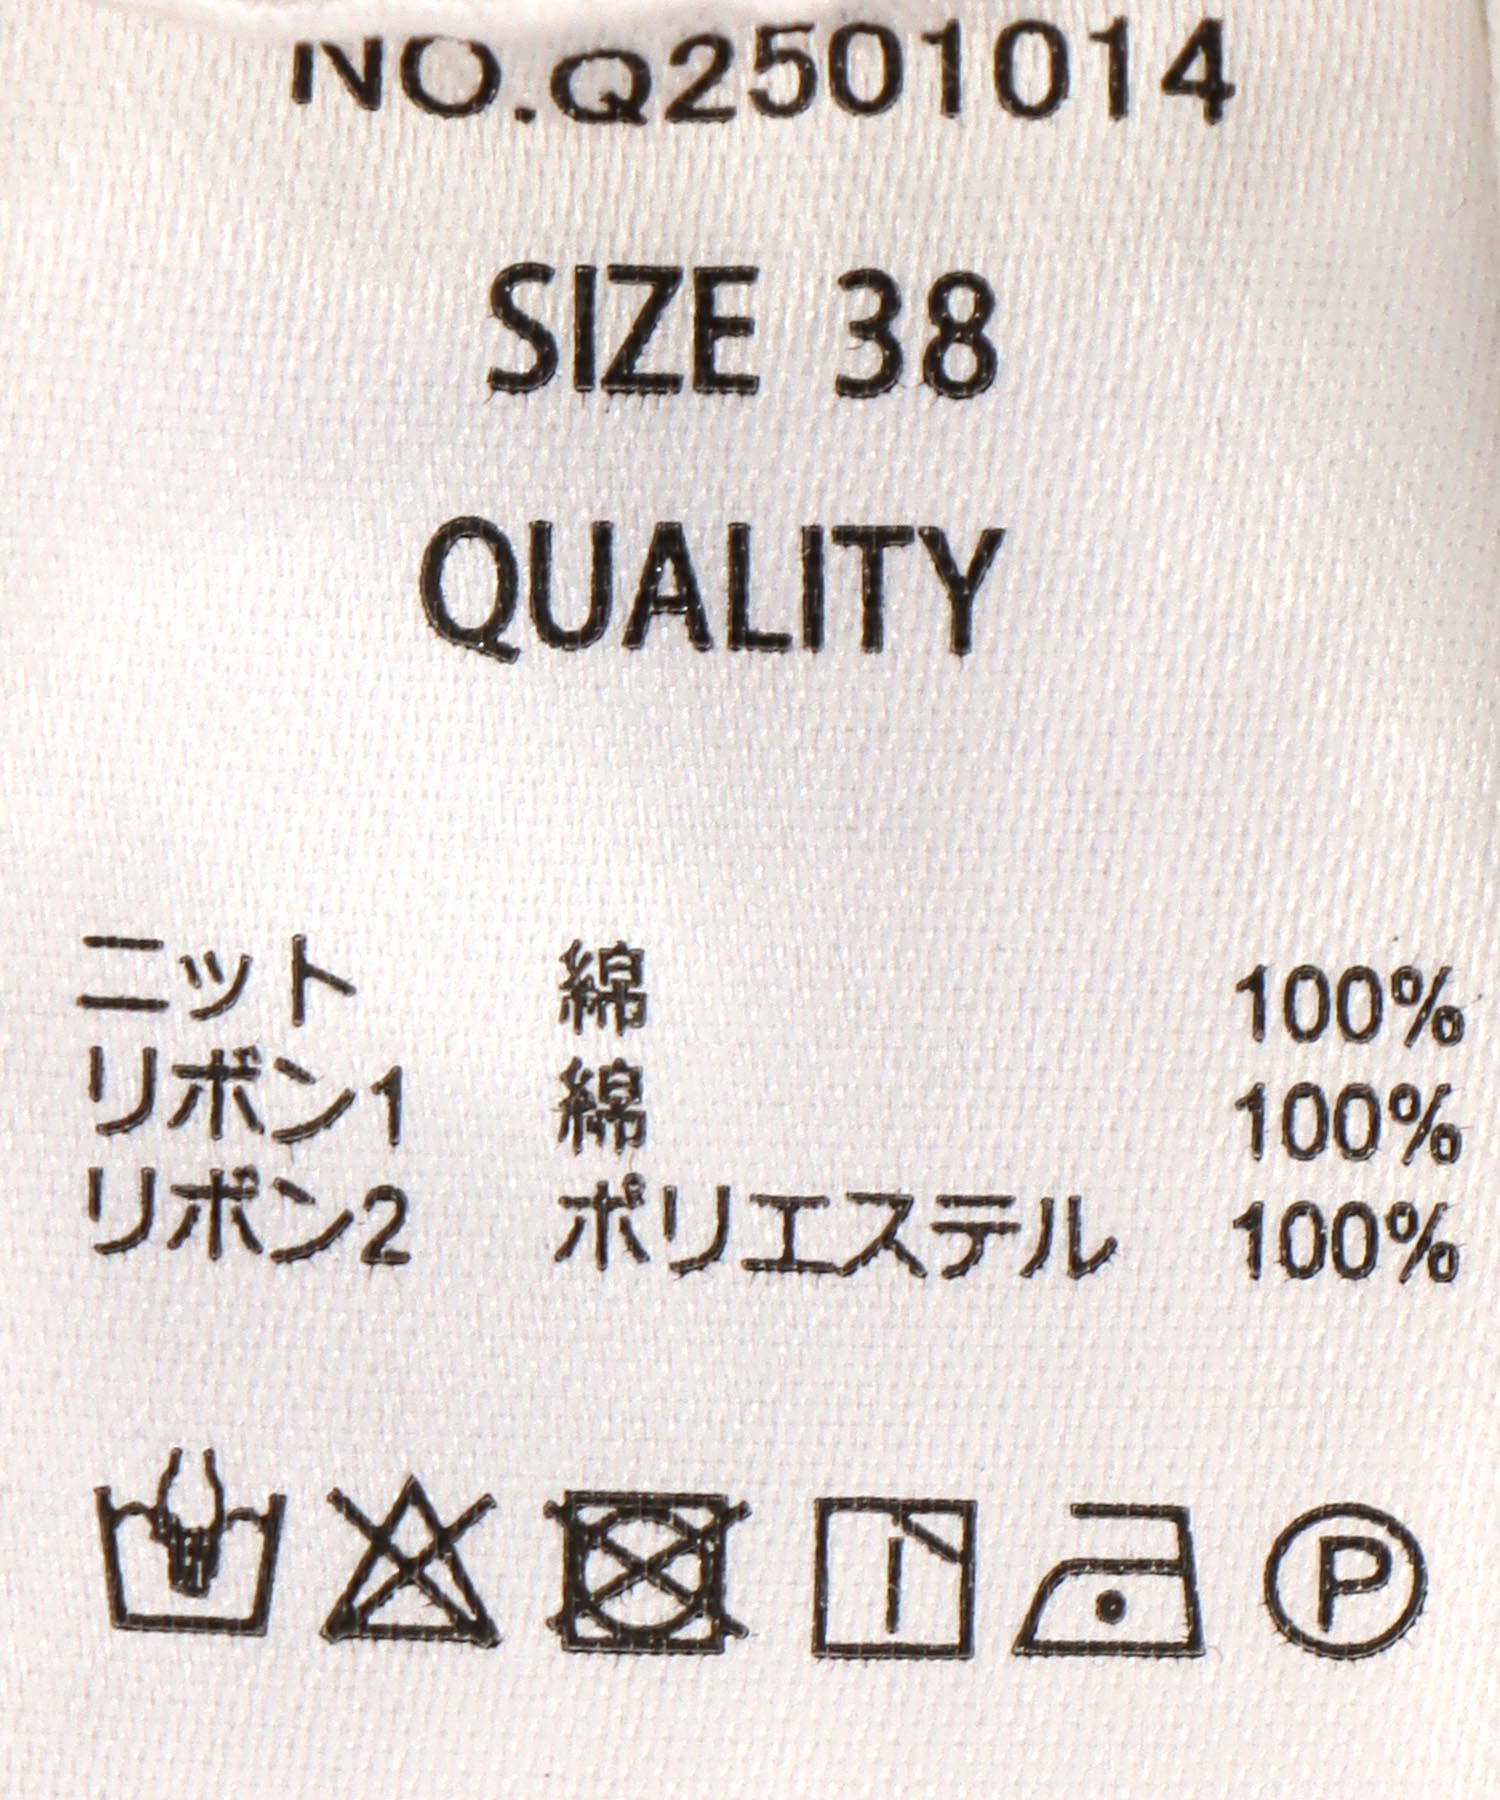 NO.Q2501014
SIZE 38
QUALITY
ニット 綿 100%
リボン1 綿 100%
リボン2 ポリエステル 100%
P